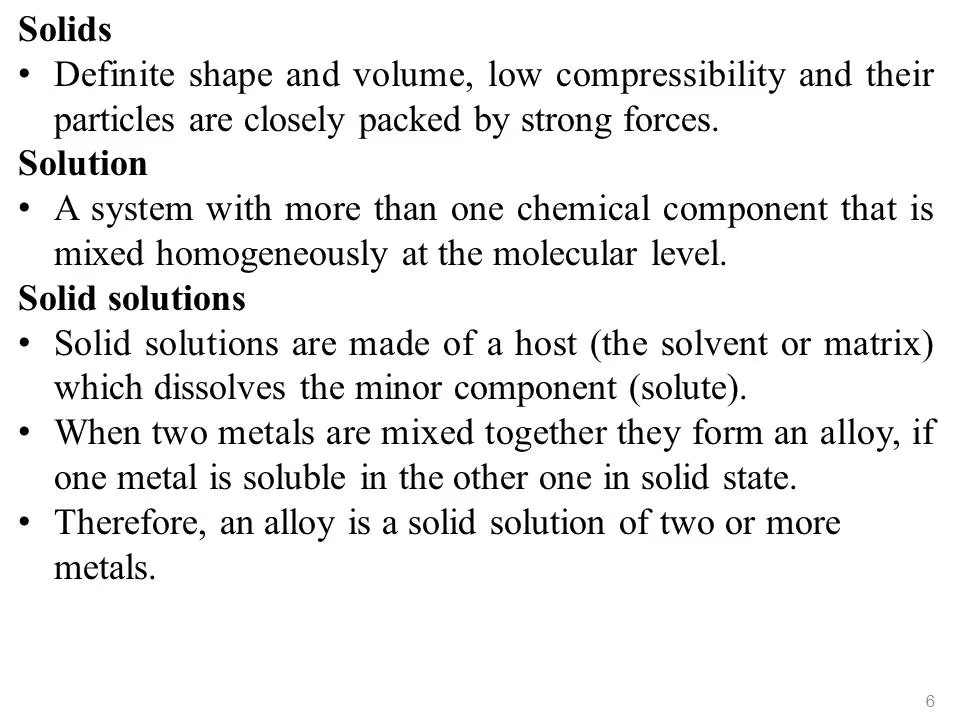 Solids
• Definite shape and volume, low compressibility and their
particles are closely packed by strong forces.
Solution
• A system with more than one chemical component that is
mixed homogeneously at the molecular level.
Solid solutions
• Solid solutions are made of a host (the solvent or matrix)
which dissolves the minor component (solute).
• When two metals are mixed together they form an alloy, if
one metal is soluble in the other one in solid state.
• Therefore, an alloy is a solid solution of two or more
metals.
6